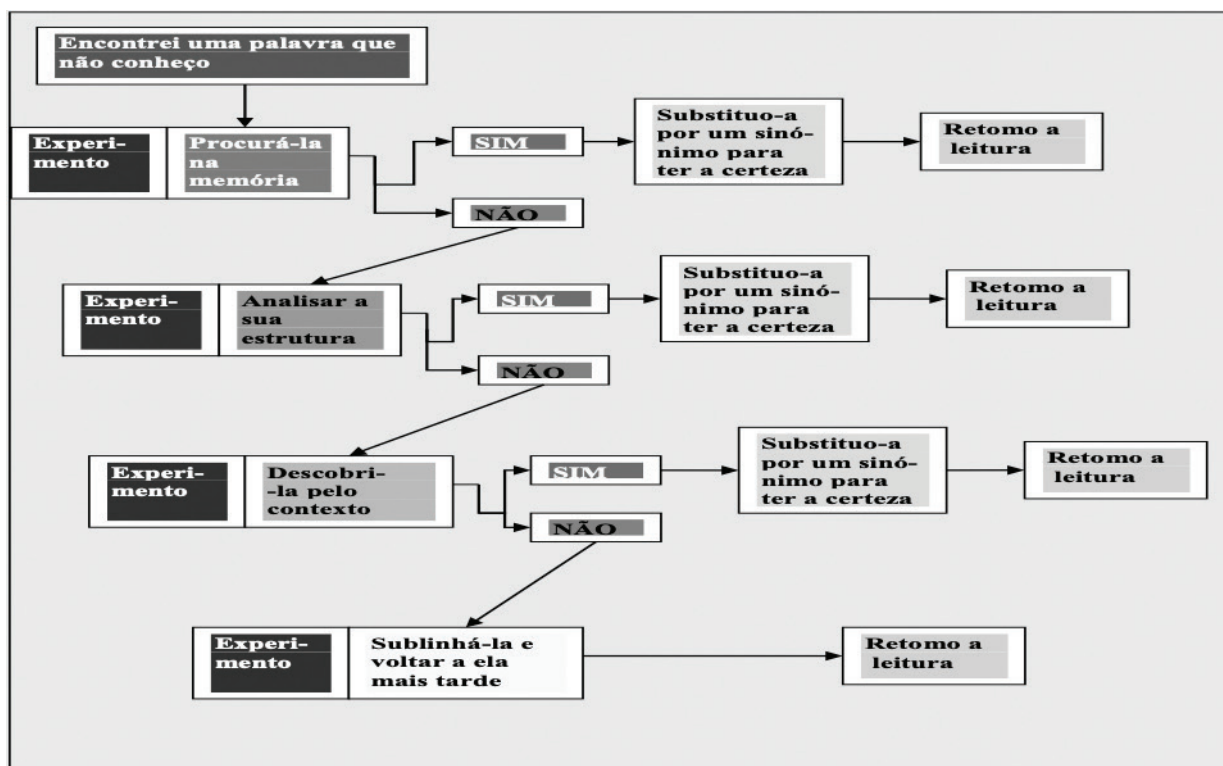 Encontrei uma palavra que
não conheço
Experi-
mento
Procurá-la
na
memória
SIM
Substituo-a
por um sinó-
nimo para
ter a certeza
Retomo a
leitura
NÃO
Experi-
mento
Analisar a
sua
estrutura
SIM
Substituo-a
por um sinó-
nimo para
ter a certeza
Retomo a
leitura
NÃO
Experi-
mento
Descobri-
-la pelo
contexto
SIM
Substituo-a
por um sinó-
nimo para
ter a certeza
Retomo a
leitura
NÃO
Experi-
mento
Sublinhá-la e
voltar a ela
mais tarde
Retomo a
leitura